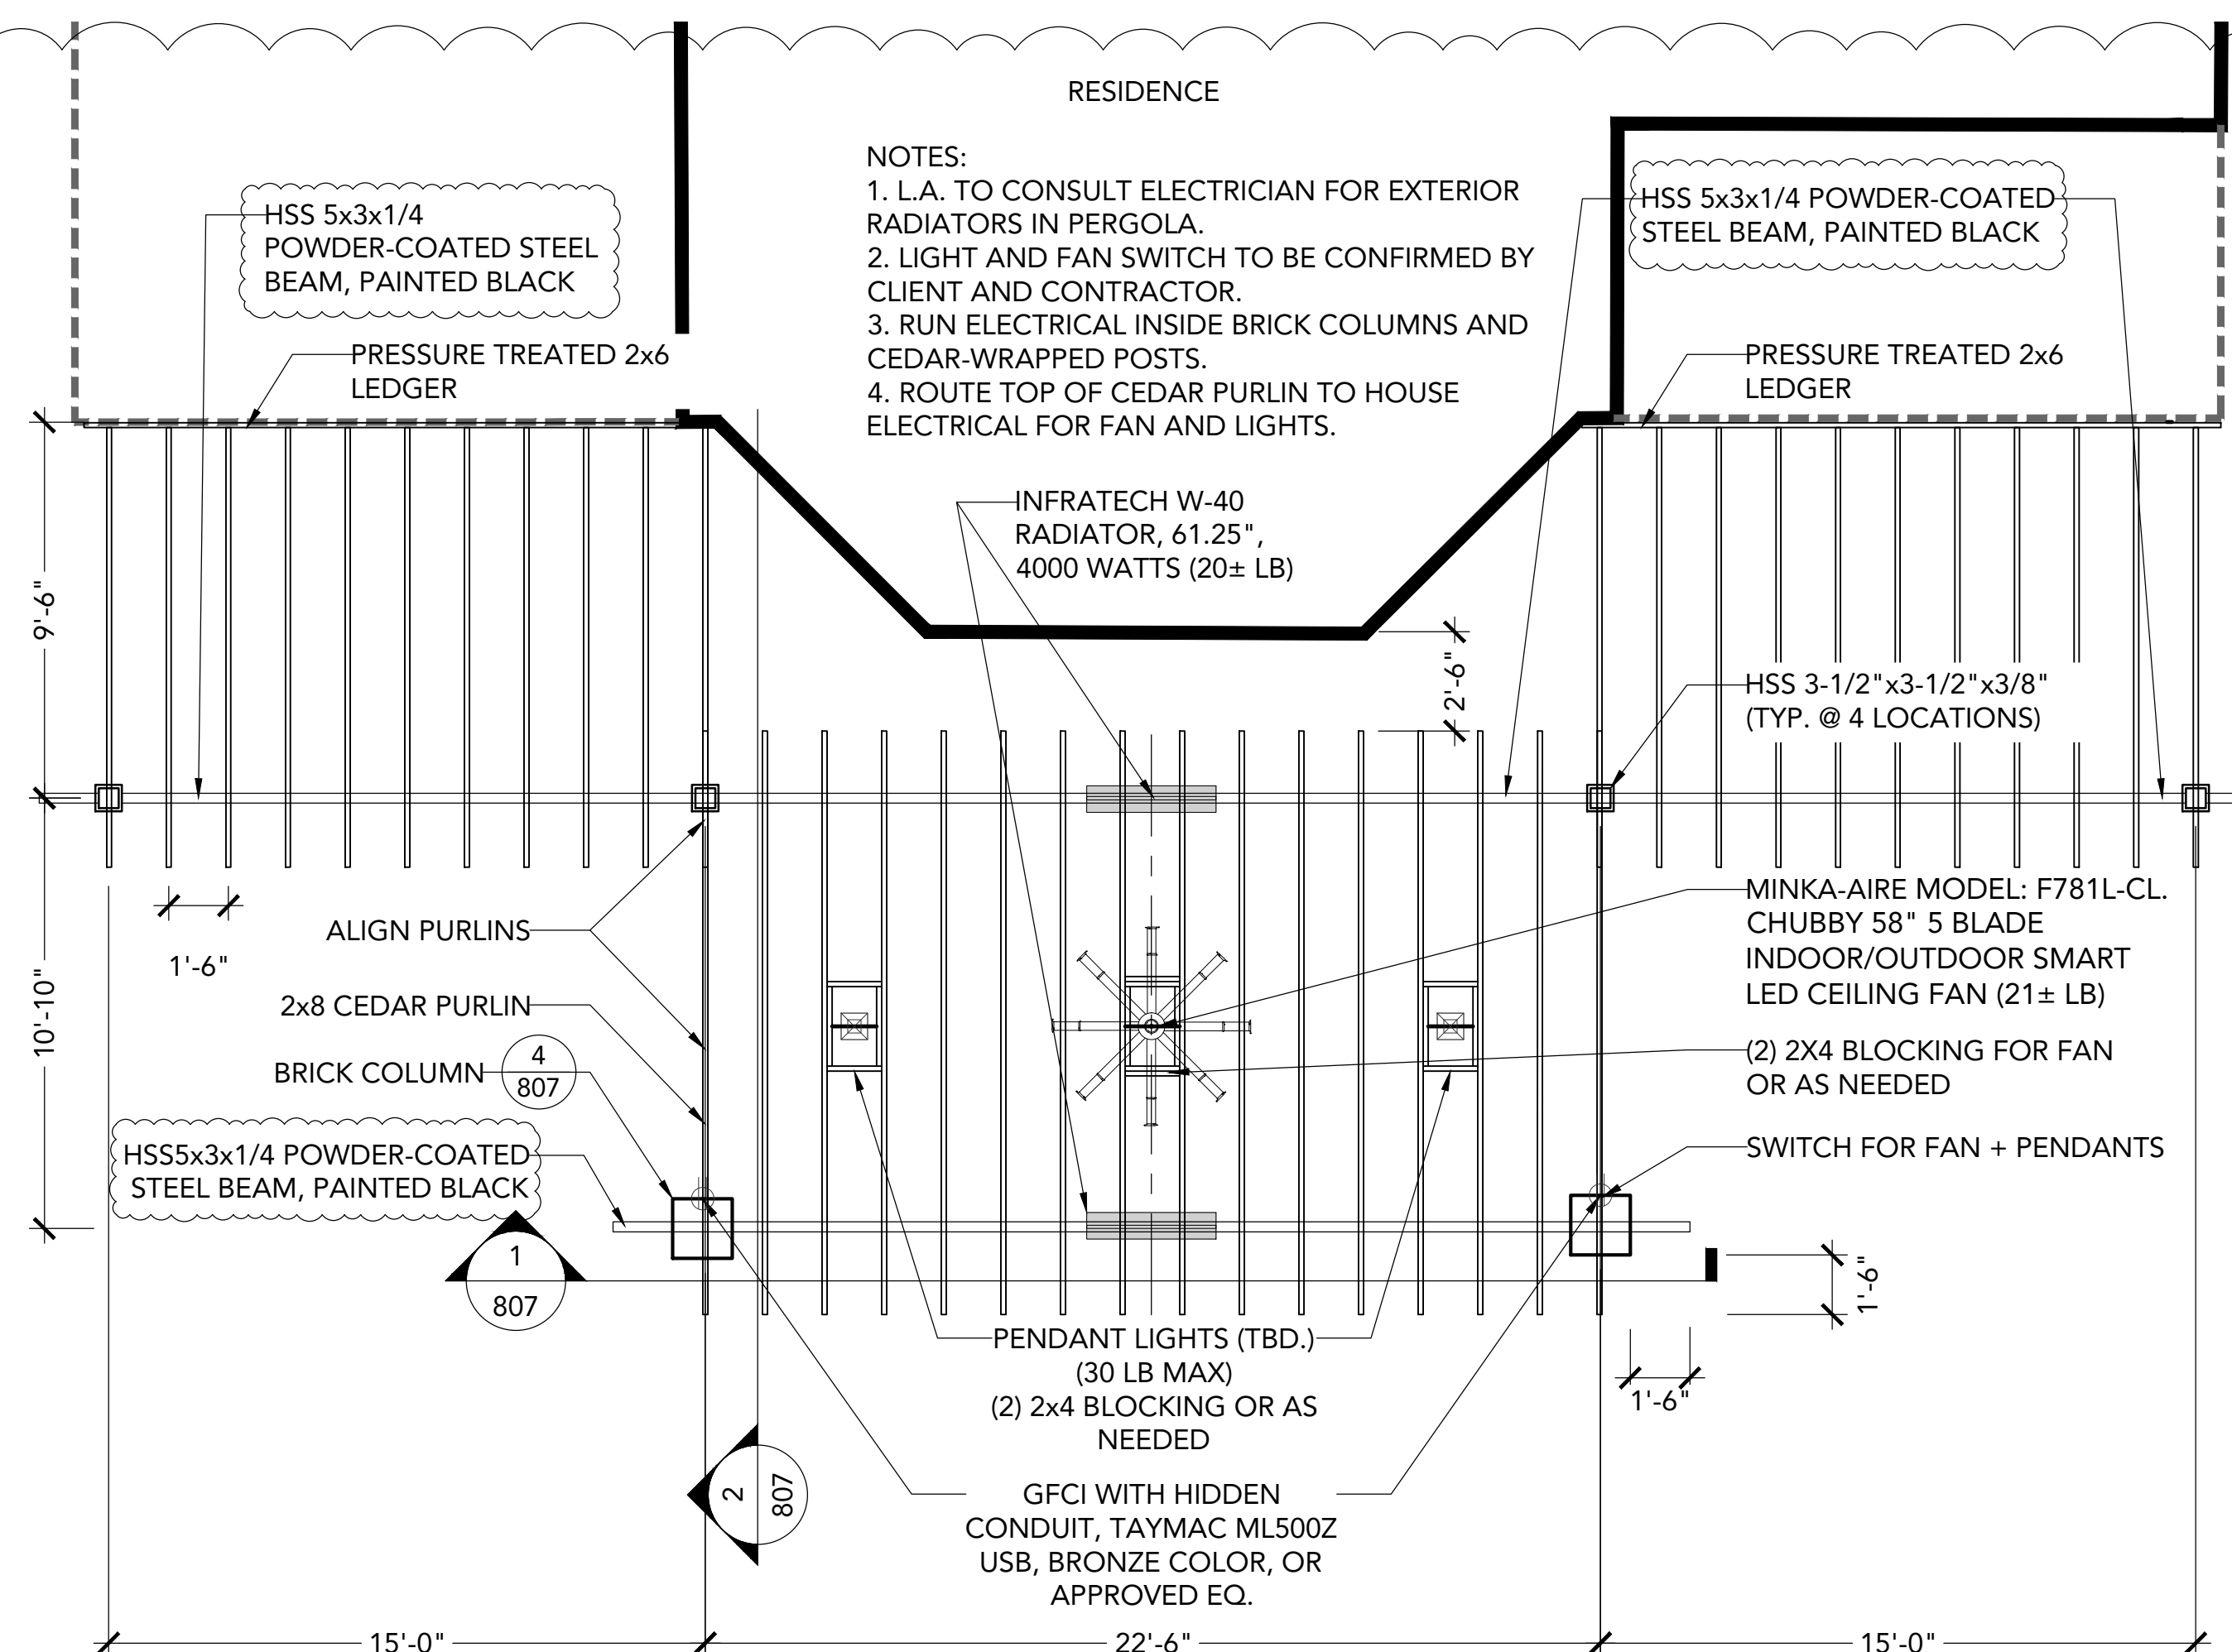 RESIDENCE
NOTES:
1. L.A. TO CONSULT ELECTRICIAN FOR EXTERIOR
RADIATORS IN PERGOLA.
2. LIGHT AND FAN SWITCH TO BE CONFIRMED BY
CLIENT AND CONTRACTOR.
3. RUN ELECTRICAL INSIDE BRICK COLUMNS AND
CEDAR-WRAPPED POSTS.
4. ROUTE TOP OF CEDAR PURLIN TO HOUSE
ELECTRICAL FOR FAN AND LIGHTS.
HSS 5x3x1/4
POWDER-COATED STEEL
BEAM, PAINTED BLACK
HSS 5x3x1/4 POWDER-COATED
STEEL BEAM, PAINTED BLACK
PRESSURE TREATED 2x6
LEDGER
PRESSURE TREATED 2x6
LEDGER
INFRATECH W-40
RADIATOR, 61.25",
4000 WATTS (20± LB)
9'-6"
2'-6"
HSS 3-1/2"x3-1/2"x3/8"
(TYP. @ 4 LOCATIONS)
ALIGN PURLINS
1'-6"
10'-10"
2x8 CEDAR PURLIN
BRICK COLUMN
4
807
MINKA-AIRE MODEL: F781L-CL.
CHUBBY 58" 5 BLADE
INDOOR/OUTDOOR SMART
LED CEILING FAN (21± LB)
(2) 2X4 BLOCKING FOR FAN
OR AS NEEDED
HSS5x3x1/4 POWDER-COATED
STEEL BEAM, PAINTED BLACK
SWITCH FOR FAN + PENDANTS
1
807
1'-6"
PENDANT LIGHTS (TBD.)
(30 LB MAX)
(2) 2x4 BLOCKING OR AS
NEEDED
1'-6"
2
807
GFCI WITH HIDDEN
CONDUIT, TAYMAC ML500Z
USB, BRONZE COLOR, OR
APPROVED EQ.
15'-0"
22'-6"
15'-0"